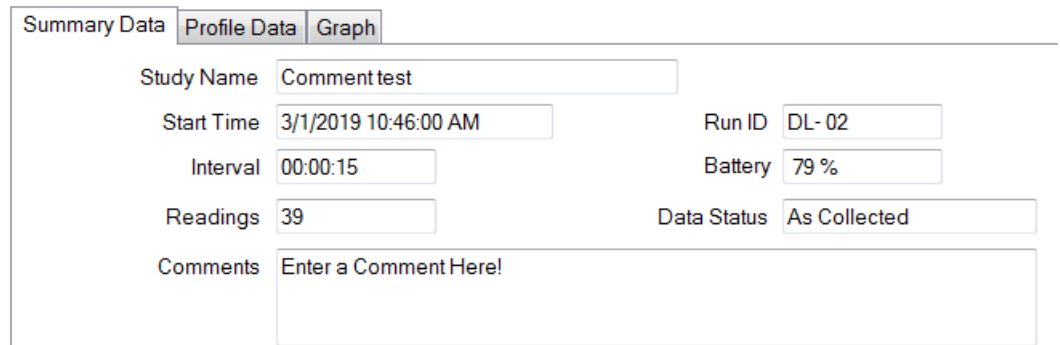 Summary Data Profile Data Graph
Study Name Comment test
Start Time 3/1/2019 10:46:00 AM Run ID DL- 02
Interval 00:00:15 Battery 79 %
Readings 39 Data Status As Collected
Comments Enter a Comment Here!